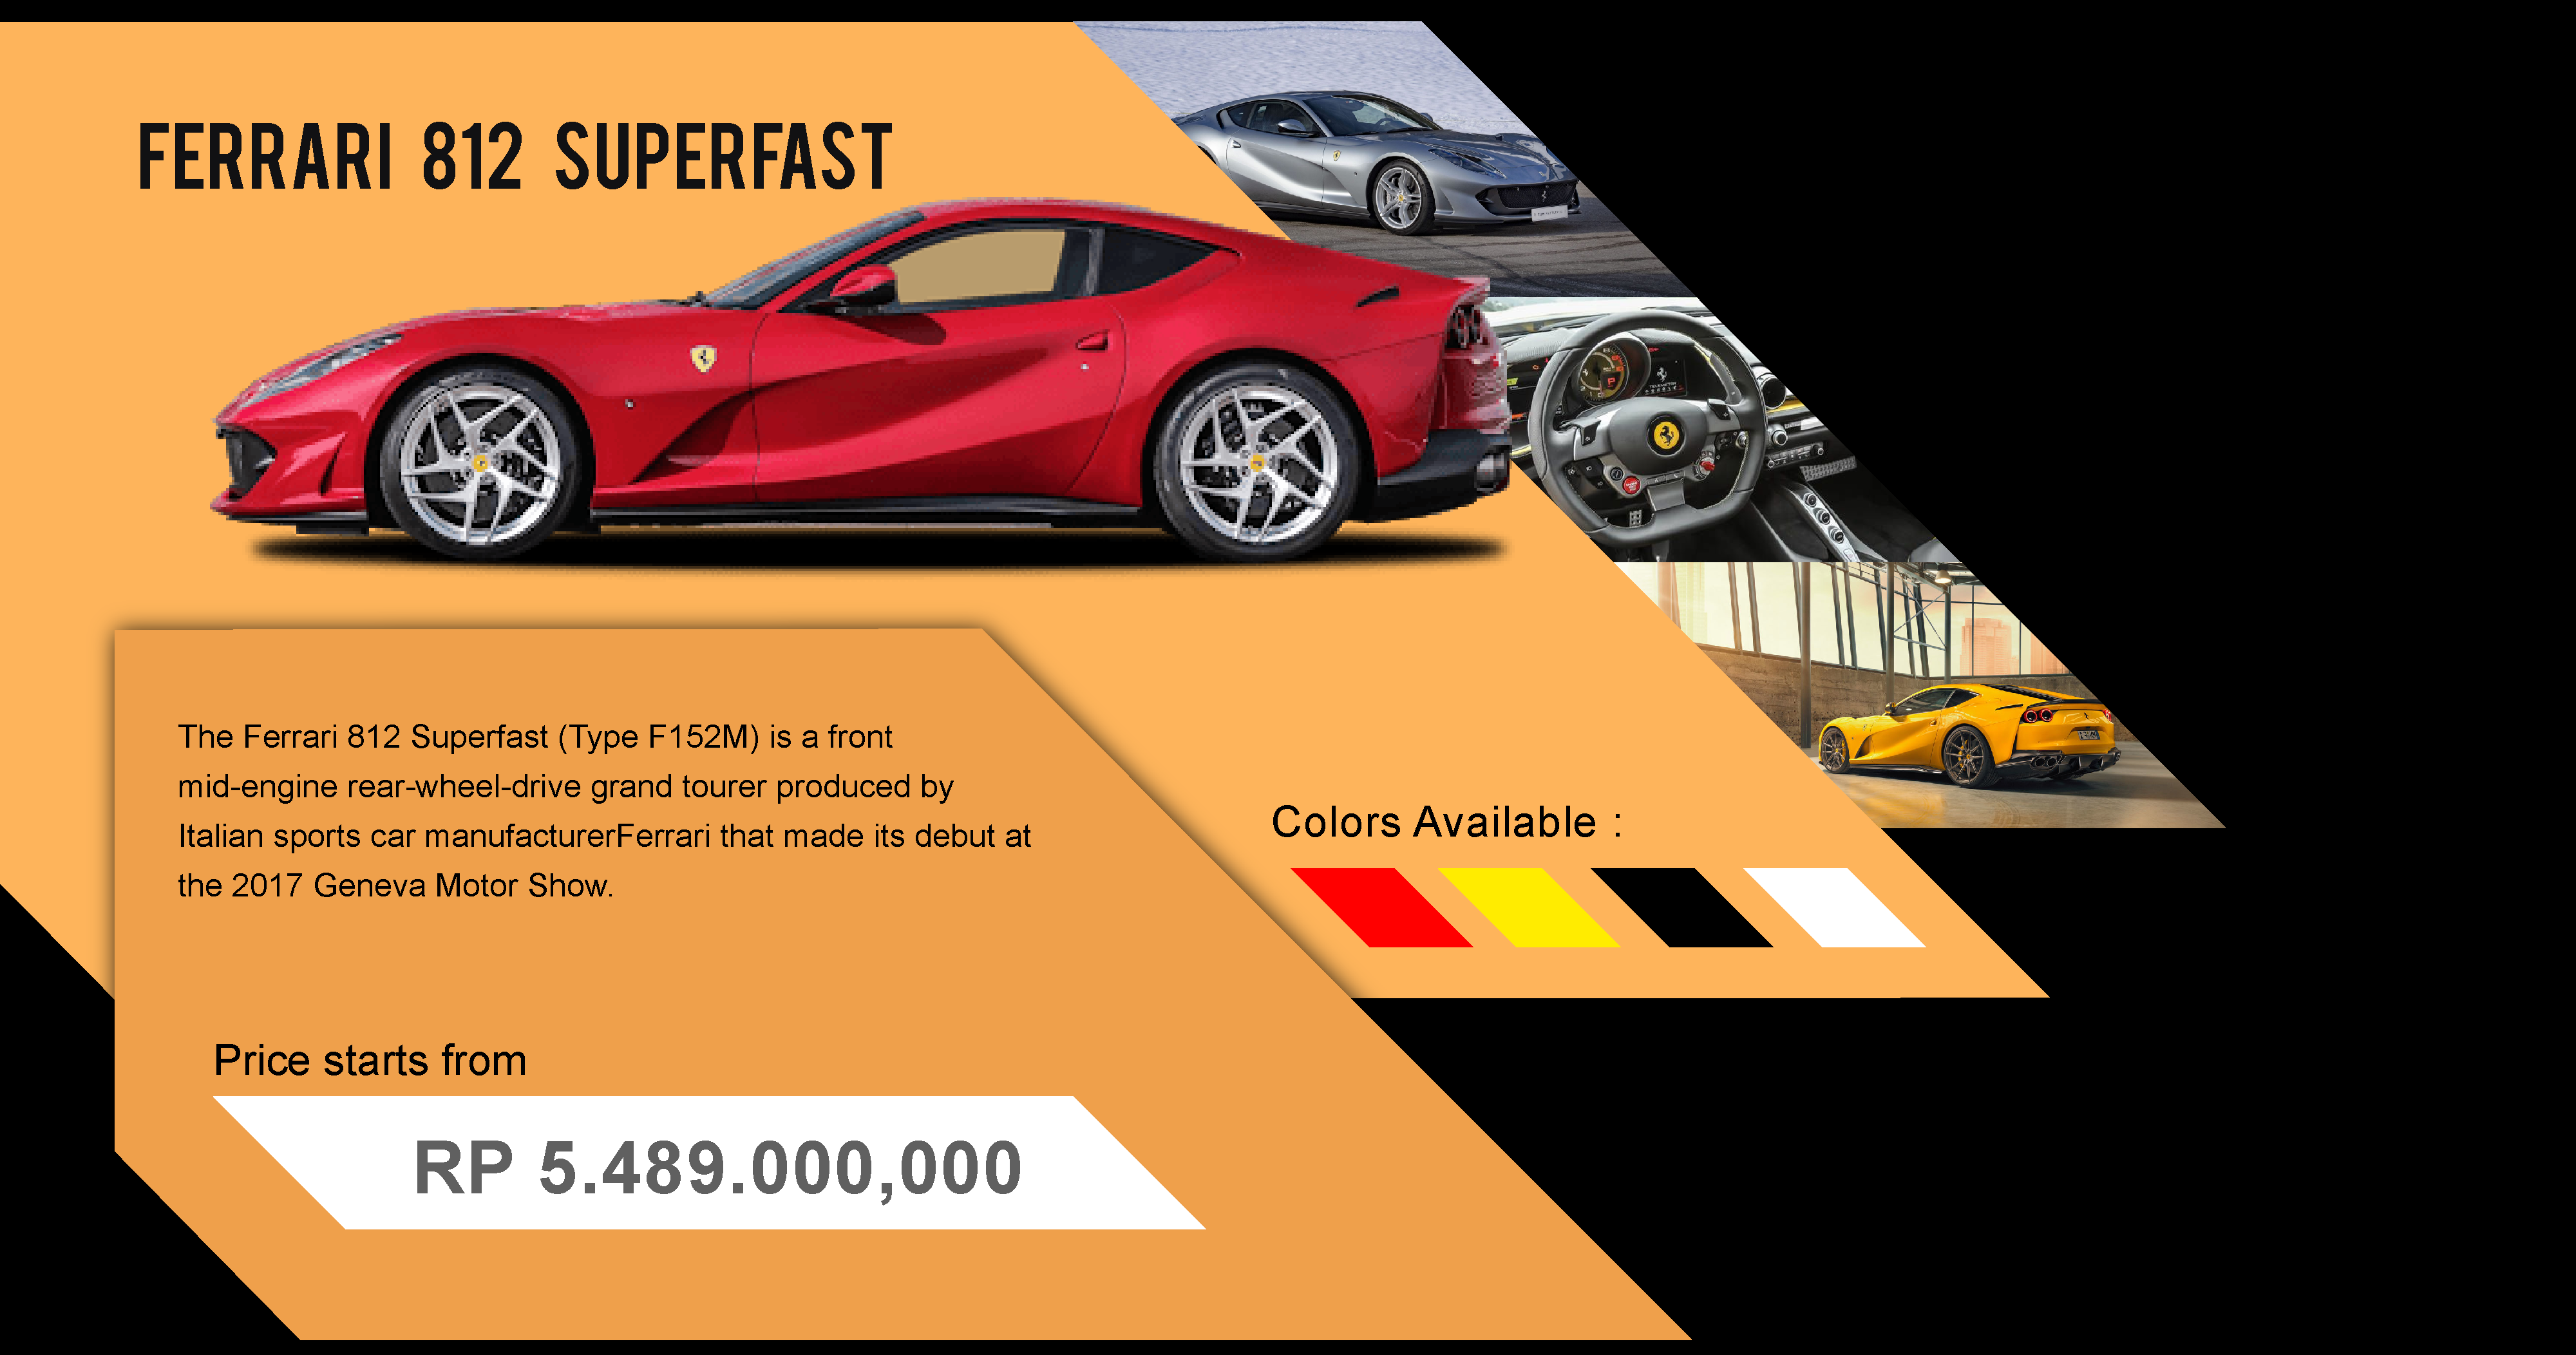 FERRARI 812 SUPERFAST
The Ferrari 812 Superfast (Type F152M) is a front
mid-engine rear-wheel-drive grand tourer produced by
Italian sports car manufacturerFerrari that made its debut at
the 2017 Geneva Motor Show.
Colors Available :
Price starts from
RP 5.489.000,000